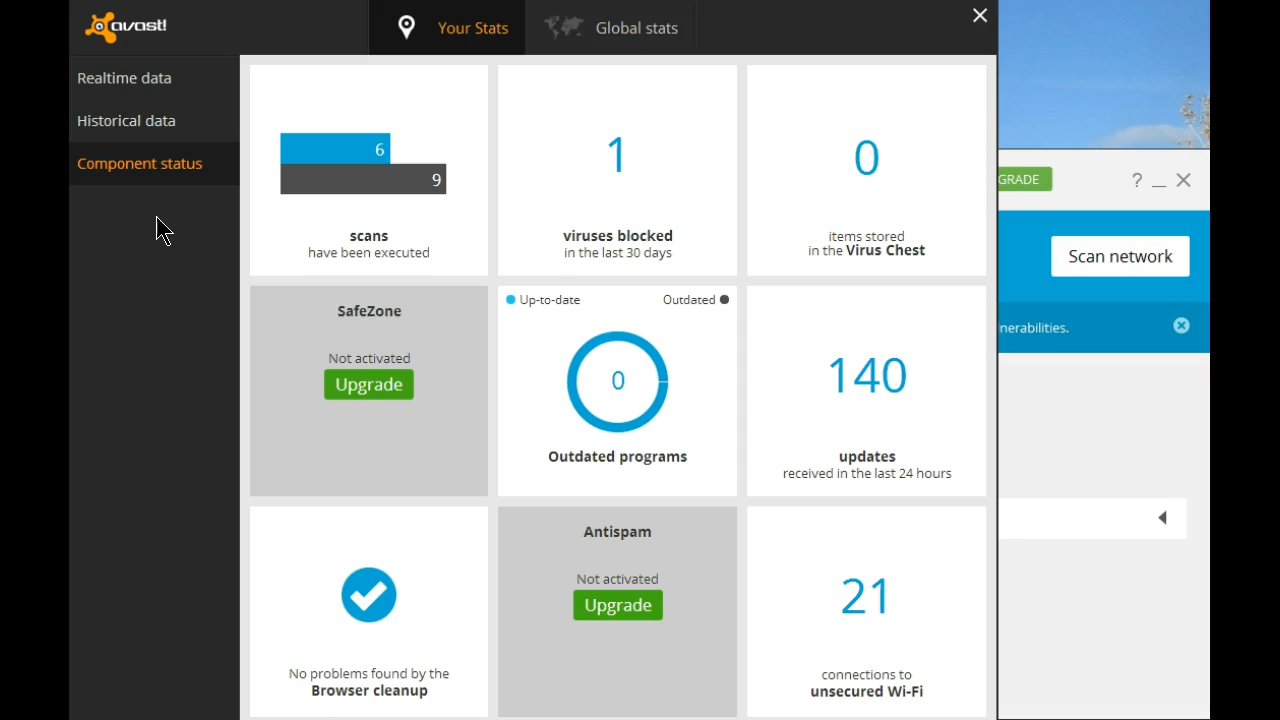 avast!
Your Stats
Global stats
Realtime data
Historical data
Component status
6
9
scans
have been executed
1
viruses blocked
in the last 30 days
0
items stored
in the Virus Chest
SafeZone
Not activated
Upgrade
Up-to-date
Outdated
0
Outdated programs
140
updates
received in the last 24 hours
No problems found by the
Browser cleanup
Antispam
Not activated
Upgrade
21
connections to
unsecured Wi-Fi
GRADE
?
Scan network
nerabilities.